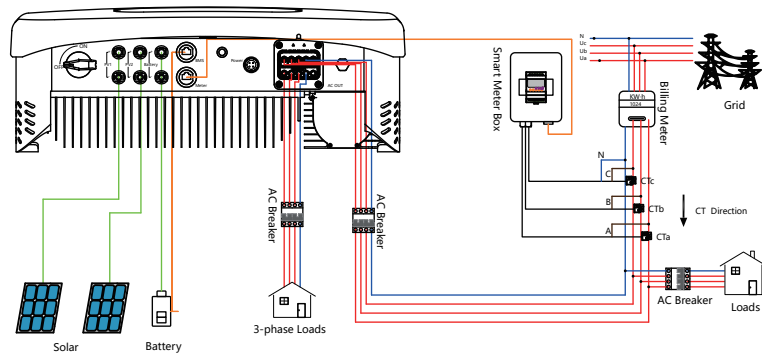 ON
OFF
PV1
PV2
Battery
BMS
Meter
Power
AC OUT
Smart Meter Box
N
Uc
Ub
Ua
Grid
KW·h
1024
Billing Meter
N
C
CTc
B
CTb
A
CTa
CT Direction
AC Breaker
AC Breaker
AC Breaker
Loads
Solar
Battery
3-phase Loads